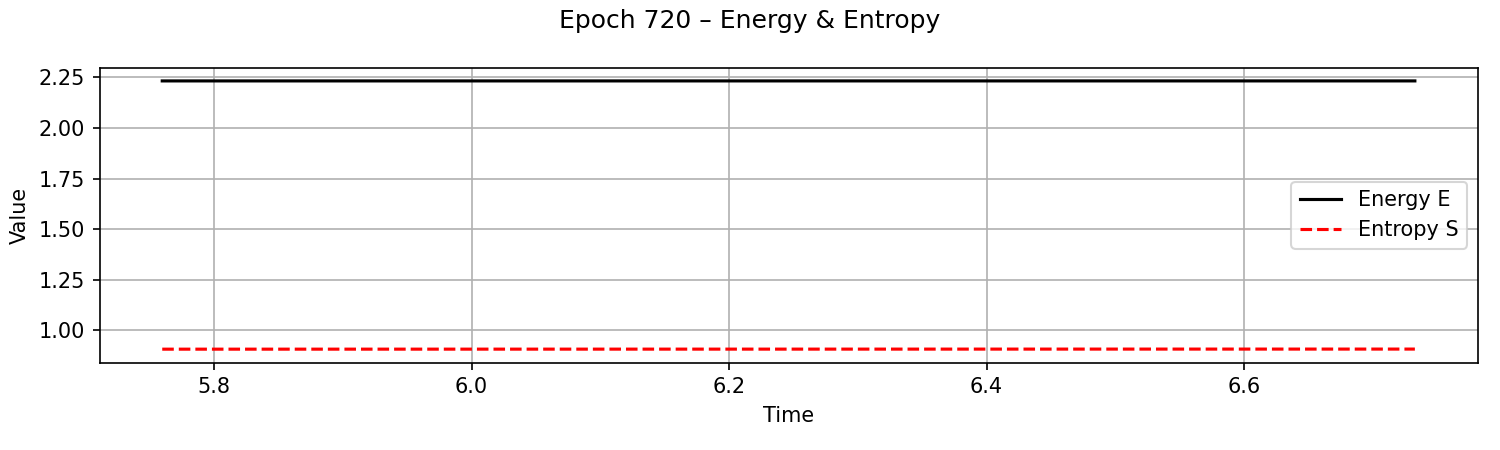 Epoch 720 – Energy & Entropy
2.25
2.00
1.75
1.50
1.25
1.00
Value
Energy E
Entropy S
5.8 6.0 6.2 6.4 6.6
Time